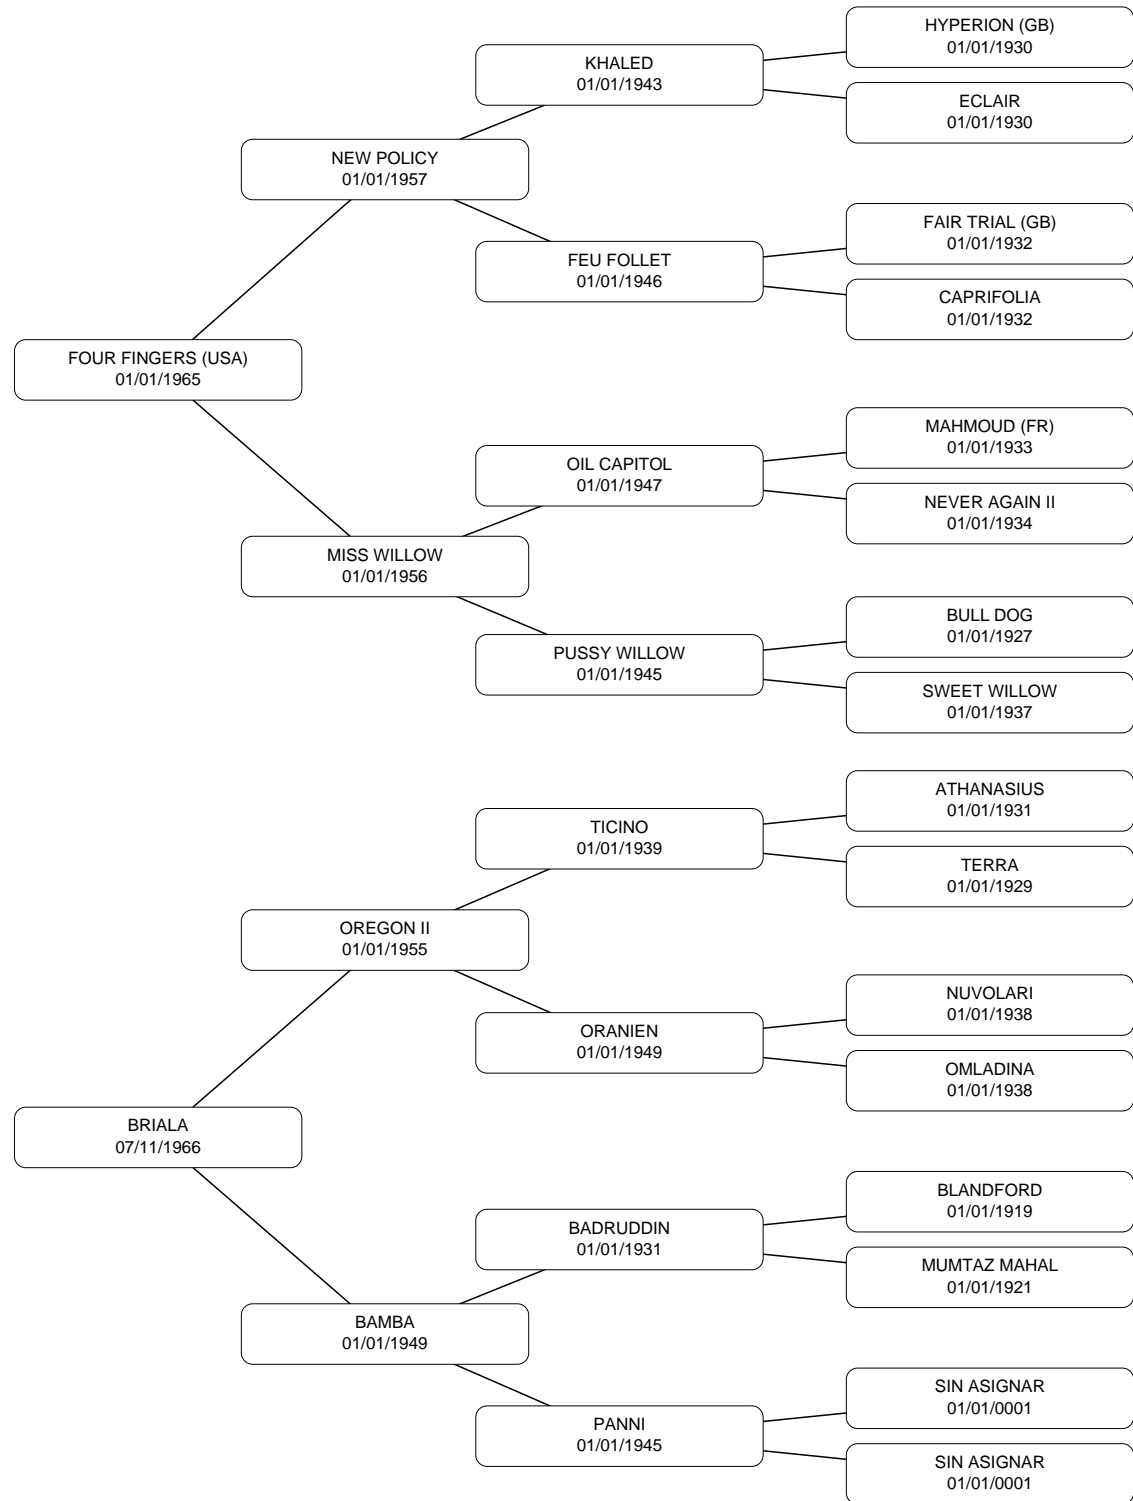 HYPERION (GB)
01/01/1930
KHALED
01/01/1943
ECLAIR
01/01/1930
NEW POLICY
01/01/1957
FAIR TRIAL (GB)
01/01/1932
FEU FOLLET
01/01/1946
CAPRIFOLIA
01/01/1932
FOUR FINGERS (USA)
01/01/1965
MAHMOUD (FR)
01/01/1933
OIL CAPITOL
01/01/1947
NEVER AGAIN II
01/01/1934
MISS WILLOW
01/01/1956
BULL DOG
01/01/1927
PUSSY WILLOW
01/01/1945
SWEET WILLOW
01/01/1937
ATHANASIUS
01/01/1931
TICINO
01/01/1939
TERRA
01/01/1929
OREGON II
01/01/1955
NUVOLARI
01/01/1938
ORANIEN
01/01/1949
OMLADINA
01/01/1938
BRIALA
07/11/1966
BLANDFORD
01/01/1919
BADRUDDIN
01/01/1931
MUMTAZ MAHAL
01/01/1921
BAMBA
01/01/1949
SIN ASIGNAR
01/01/0001
PANNI
01/01/1945
SIN ASIGNAR
01/01/0001